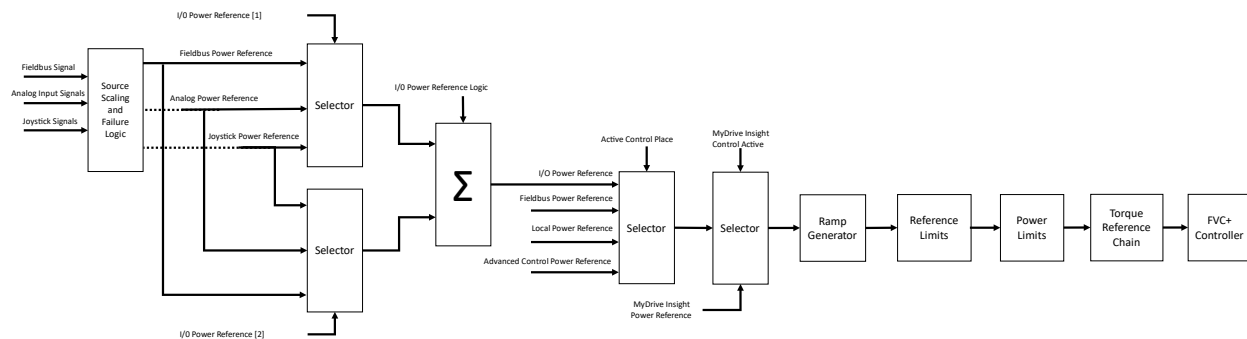 I/0 Power Reference [1]
Fieldbus Power Reference
Fieldbus Signal
Analog Input Signals
Joystick Signals
Source
Scaling
and
Failure
Logic
Analog Power Reference
Joystick Power Reference
Selector
Selector
I/0 Power Reference [2]
I/0 Power Reference Logic
Σ
Active Control Place
I/O Power Reference
Fieldbus Power Reference
Local Power Reference
Advanced Control Power Reference
Selector
MyDrive Insight
Control Active
Selector
MyDrive Insight
Power Reference
Ramp
Generator
Reference
Limits
Power
Limits
Torque
Reference
Chain
FVC+
Controller